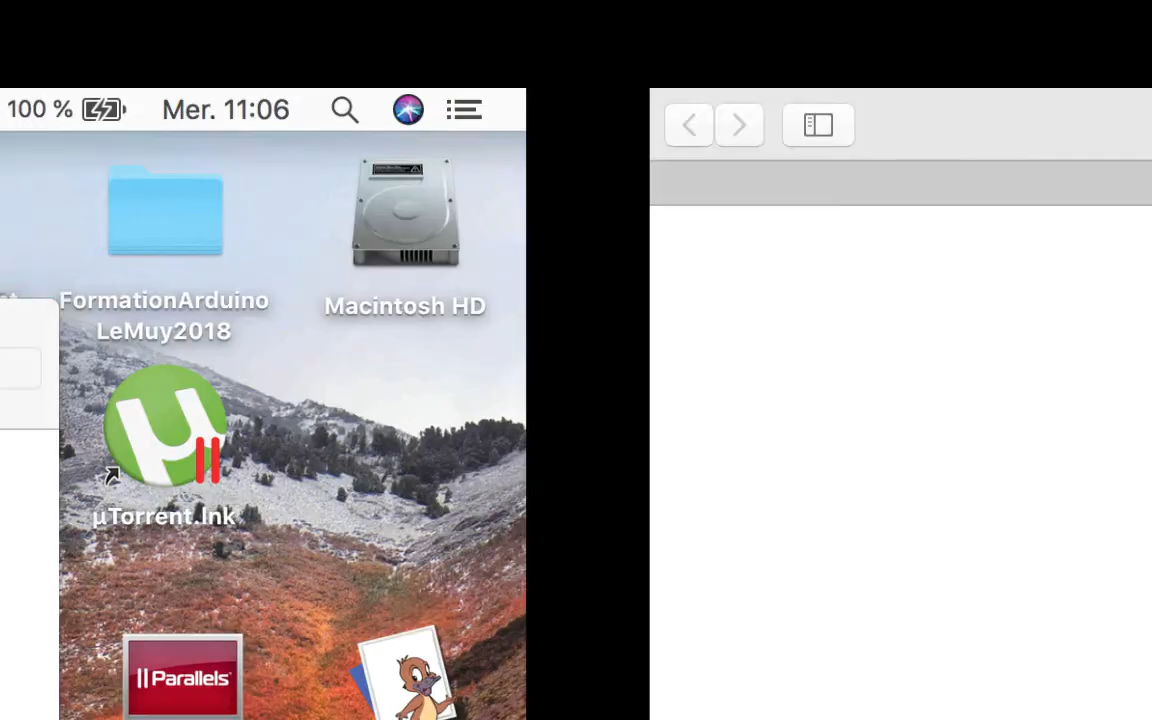 100 %
Mer. 11:06
FormationArduino
LeMuy2018
Macintosh HD
µTorrent.lnk
Parallels